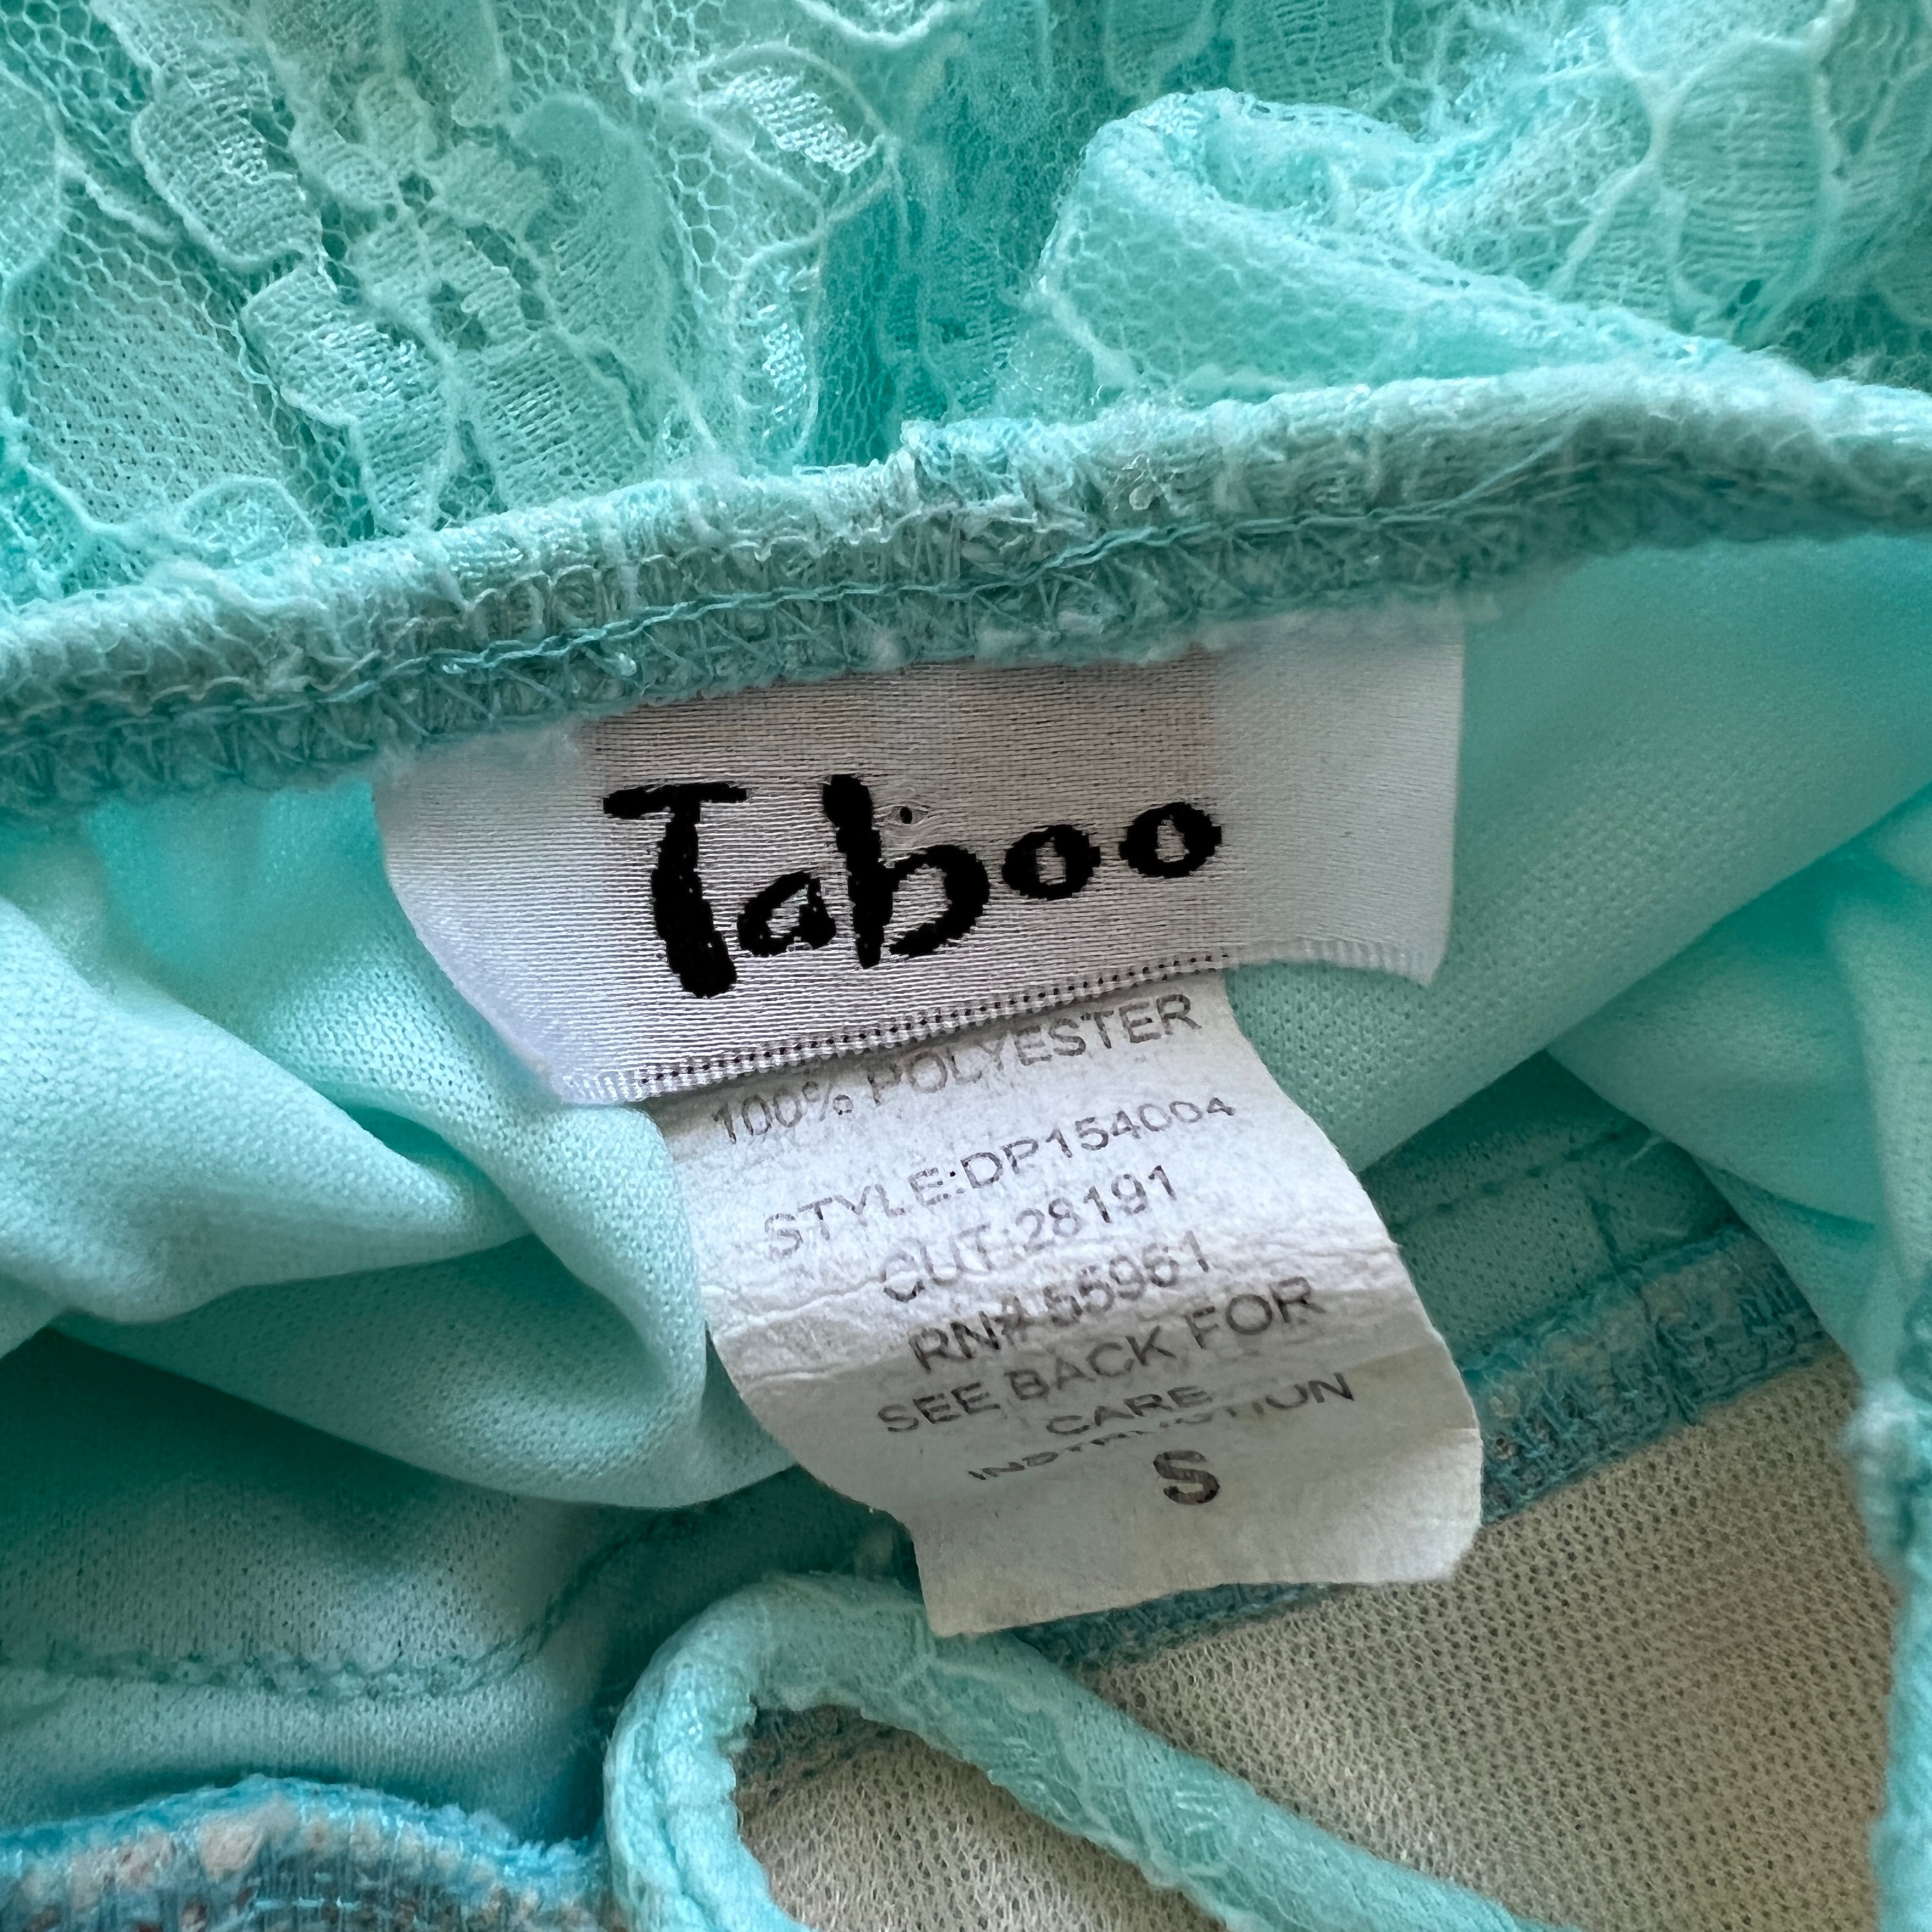 Taboo
100% POLYESTER
STYLE:DP154004
CUT:28191
RN# 55961
SEE BACK FOR
CARE
INSTRUCTION
S